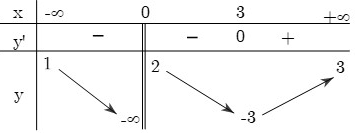 x -∞ 0 3 +∞
y' − − 0 +
1 2 3
y
-∞ -3